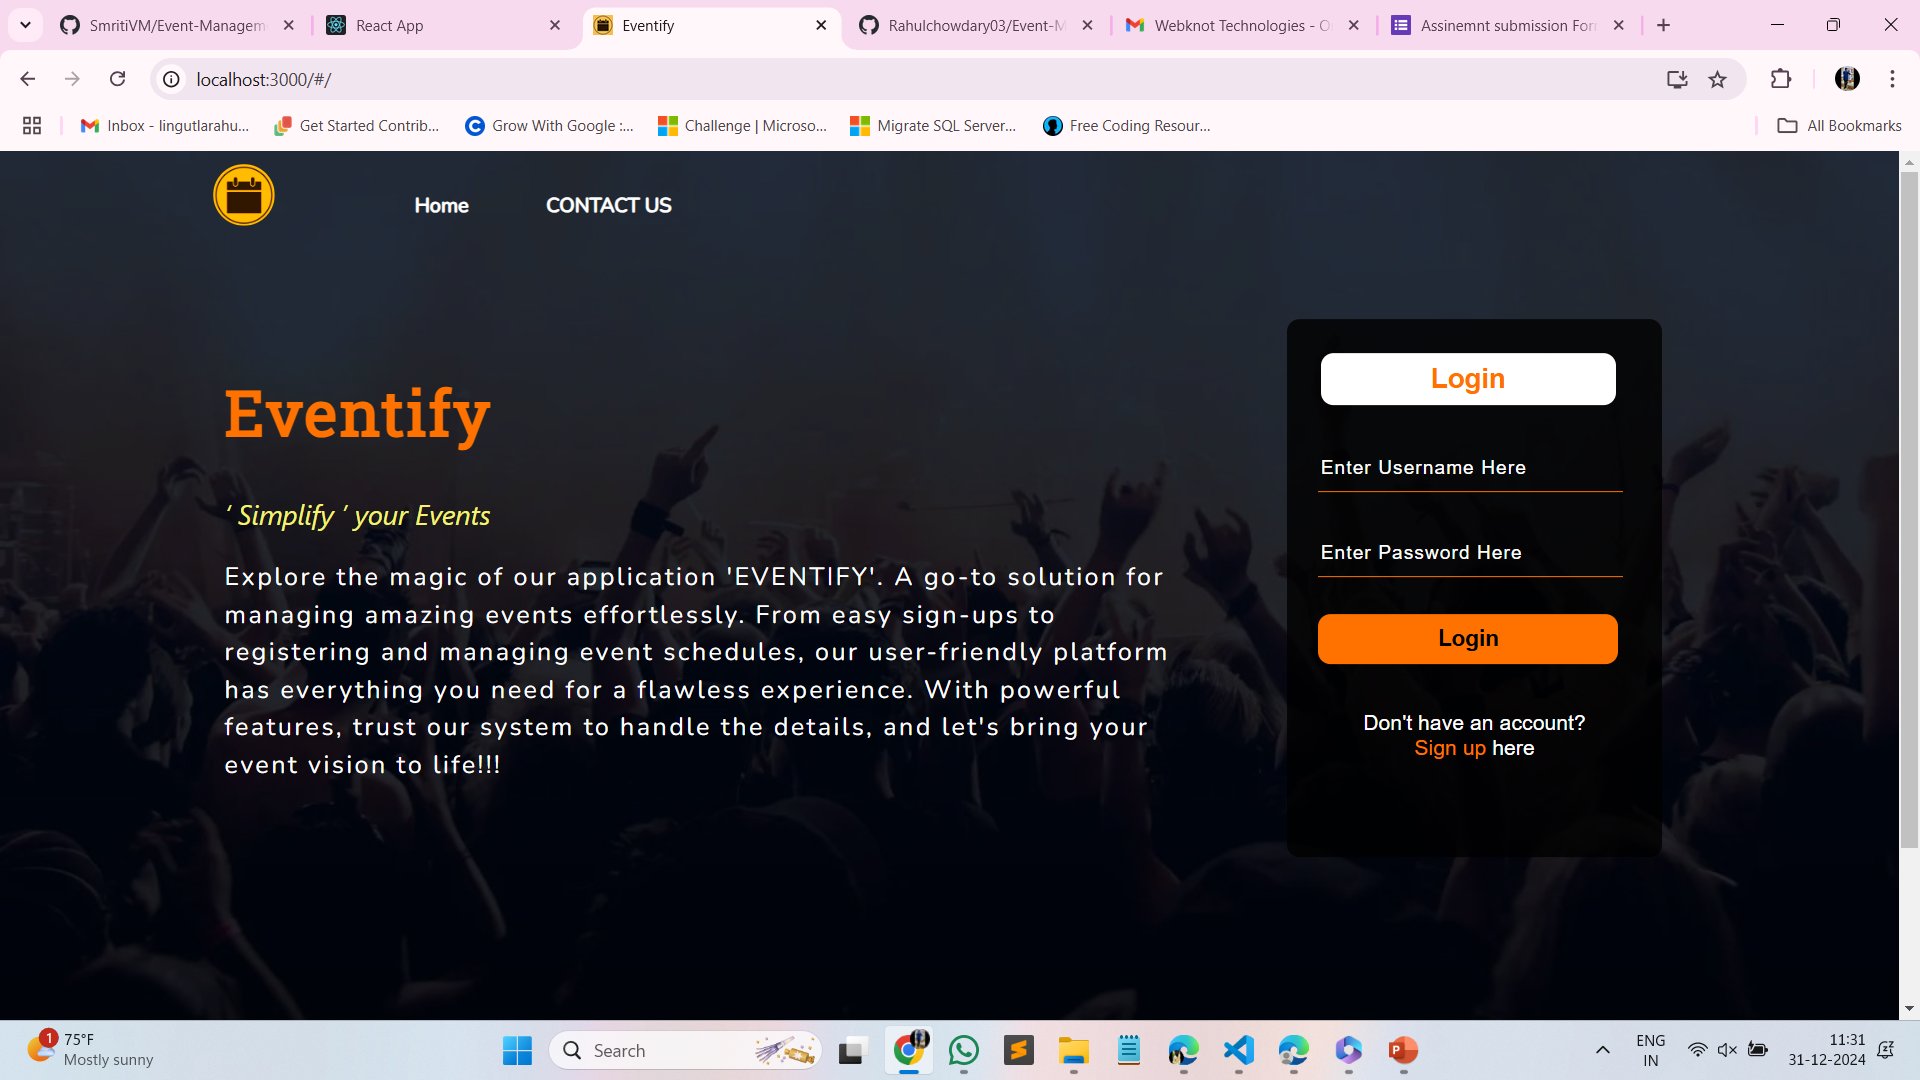 SmritiVM/Event-Managem
React App
Eventify
Rahulchowdary03/Event-M
Webknot Technologies - O
Assinemnt submission For
localhost:3000/#/
Inbox - lingutlarahu...
Get Started Contrib...
Grow With Google :...
Challenge | Microso...
Migrate SQL Server...
Free Coding Resour...
All Bookmarks
Home
CONTACT US
Login
Eventify
Enter Username Here
‘ Simplify ’ your Events
Enter Password Here
Explore the magic of our application 'EVENTIFY'. A go-to solution for
managing amazing events effortlessly. From easy sign-ups to
registering and managing event schedules, our user-friendly platform
has everything you need for a flawless experience. With powerful
features, trust our system to handle the details, and let's bring your
event vision to life!!!
Login
Don't have an account?
Sign up here
1
75°F
Mostly sunny
Search
ENG
IN
11:31
31-12-2024